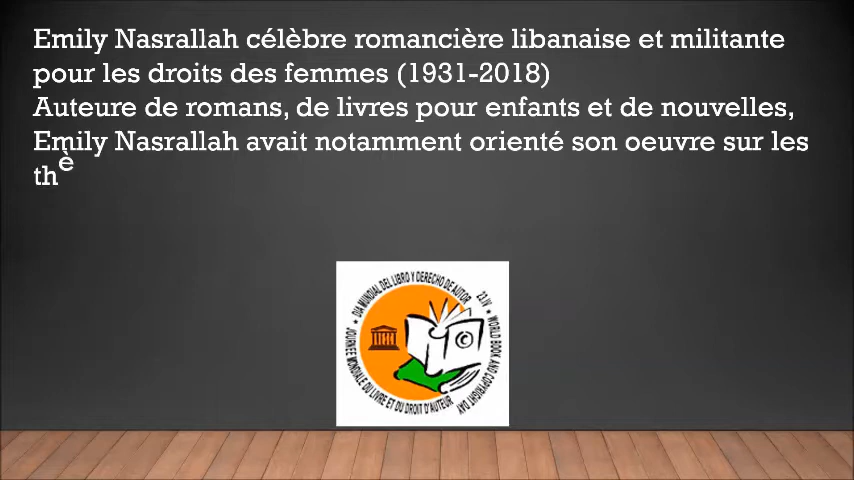 Emily Nasrallah célèbre romancière libanaise et militante
pour les droits des femmes (1931-2018)
Auteure de romans, de livres pour enfants et de nouvelles,
Emily Nasrallah avait notamment orienté son oeuvre sur les
thè
DIA MUNDIAL DEL LIBRO Y DERECHO DE AUTOR
23.IV
WORLD BOOK AND COPYRIGHT DAY
JOURNEE MONDIALE DU LIVRE ET DU DROIT D'AUTEUR
©